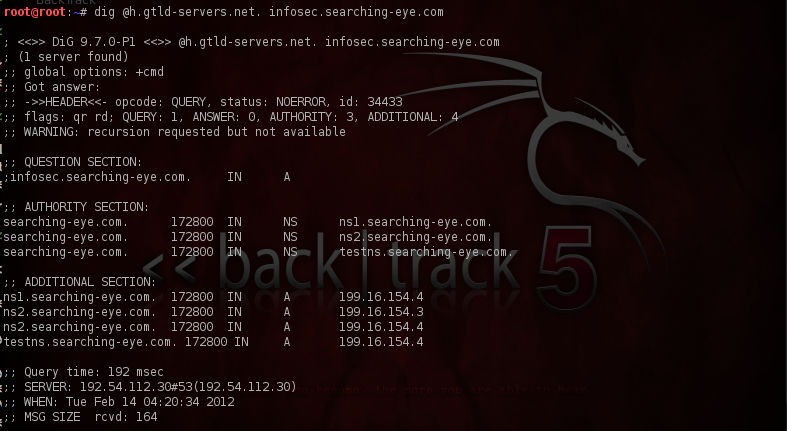 BackTrack
root@root:~# dig @h.gtld-servers.net. infosec.searching-eye.com
; <<>> DiG 9.7.0-P1 <<>> @h.gtld-servers.net. infosec.searching-eye.com
; (1 server found)
;; global options: +cmd
;; Got answer:
;; ->>HEADER<<- opcode: QUERY, status: NOERROR, id: 34433
;; flags: qr rd; QUERY: 1, ANSWER: 0, AUTHORITY: 3, ADDITIONAL: 4
;; WARNING: recursion requested but not available
;; QUESTION SECTION:
;infosec.searching-eye.com. IN A
;; AUTHORITY SECTION:
searching-eye.com. 172800 IN NS ns1.searching-eye.com.
searching-eye.com. 172800 IN NS ns2.searching-eye.com.
searching-eye.com. 172800 IN NS testns.searching-eye.com.
<< back | track 5
;; ADDITIONAL SECTION:
ns1.searching-eye.com. 172800 IN A 199.16.154.4
ns2.searching-eye.com. 172800 IN A 199.16.154.3
ns2.searching-eye.com. 172800 IN A 199.16.154.4
testns.searching-eye.com. 172800 IN A 199.16.154.4
;; Query time: 192 msec
;; SERVER: 192.54.112.30#53(192.54.112.30)
;; WHEN: Tue Feb 14 04:20:34 2012
;; MSG SIZE rcvd: 164